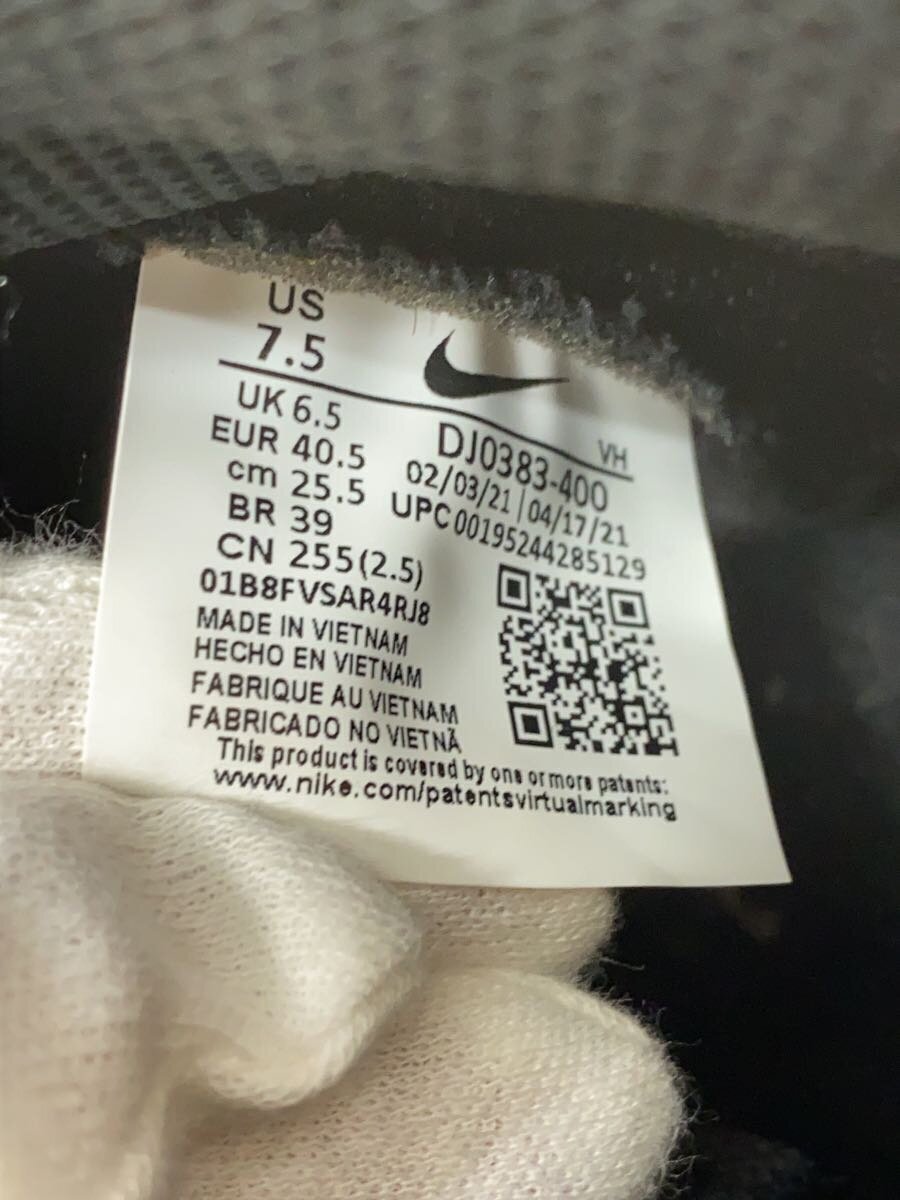 US
7.5
UK 6.5
EUR 40.5
cm 25.5
BR 39
CN 255(2.5)
01B8FVSAR4RJ8
VH
DJ0383-400
02/03/21 | 04/17/21
UPC00195244285129
MADE IN VIETNAM
HECHO EN VIETNAM
FABRIQUE AU VIETNAM
FABRICADO NO VIETNÃ
This product is covered by one or more patents:
www.nike.com/patentsvirtualmarking